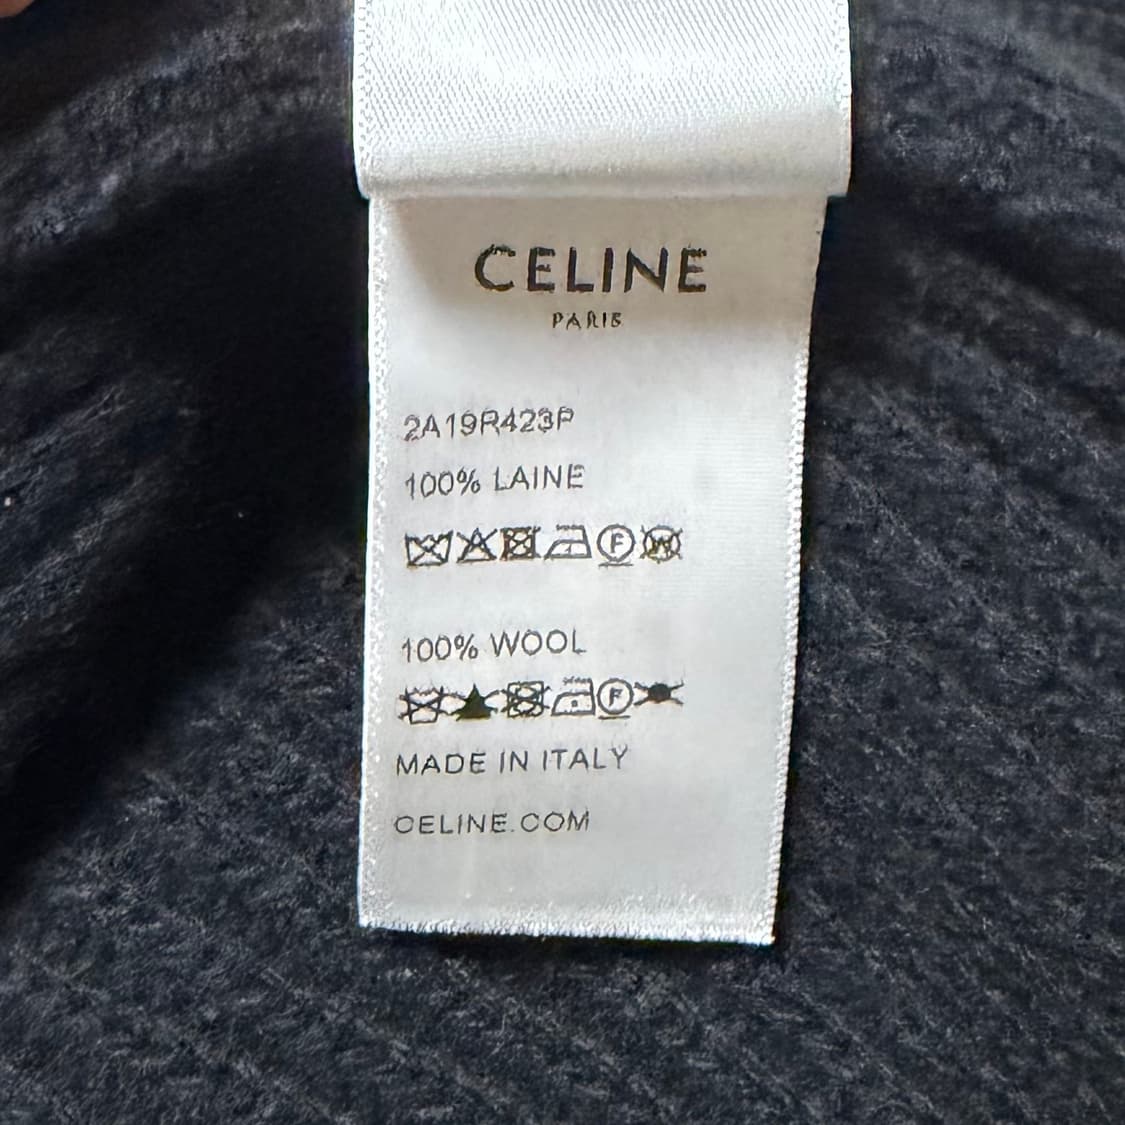 CELINE
PARIS
2A19R423P
100% LAINE
F W
100% WOOL
F
MADE IN ITALY
CELINE.COM